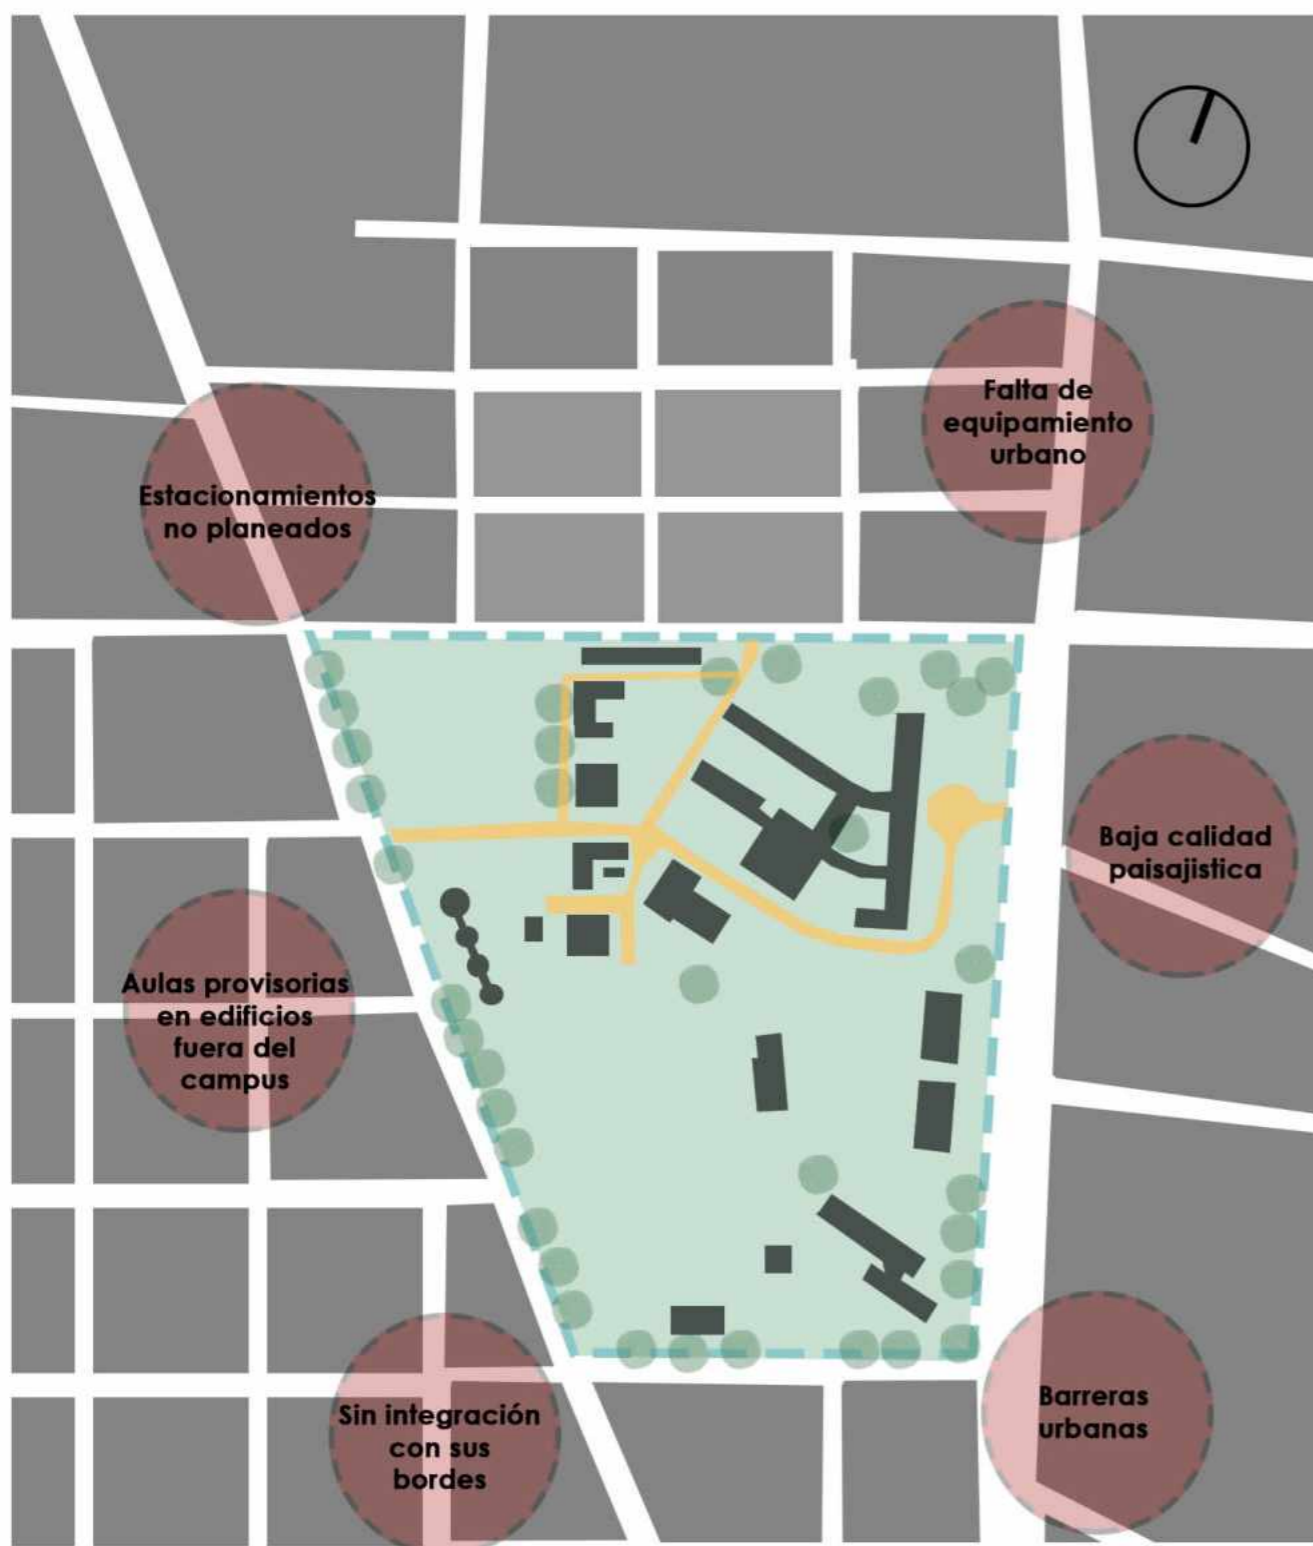 Falta de
equipamiento
urbano
Estacionamientos
no planeados
Baja calidad
paisajistica
Aulas provisorias
en edificios
fuera del
campus
Sin integración
con sus
bordes
Barreras
urbanas